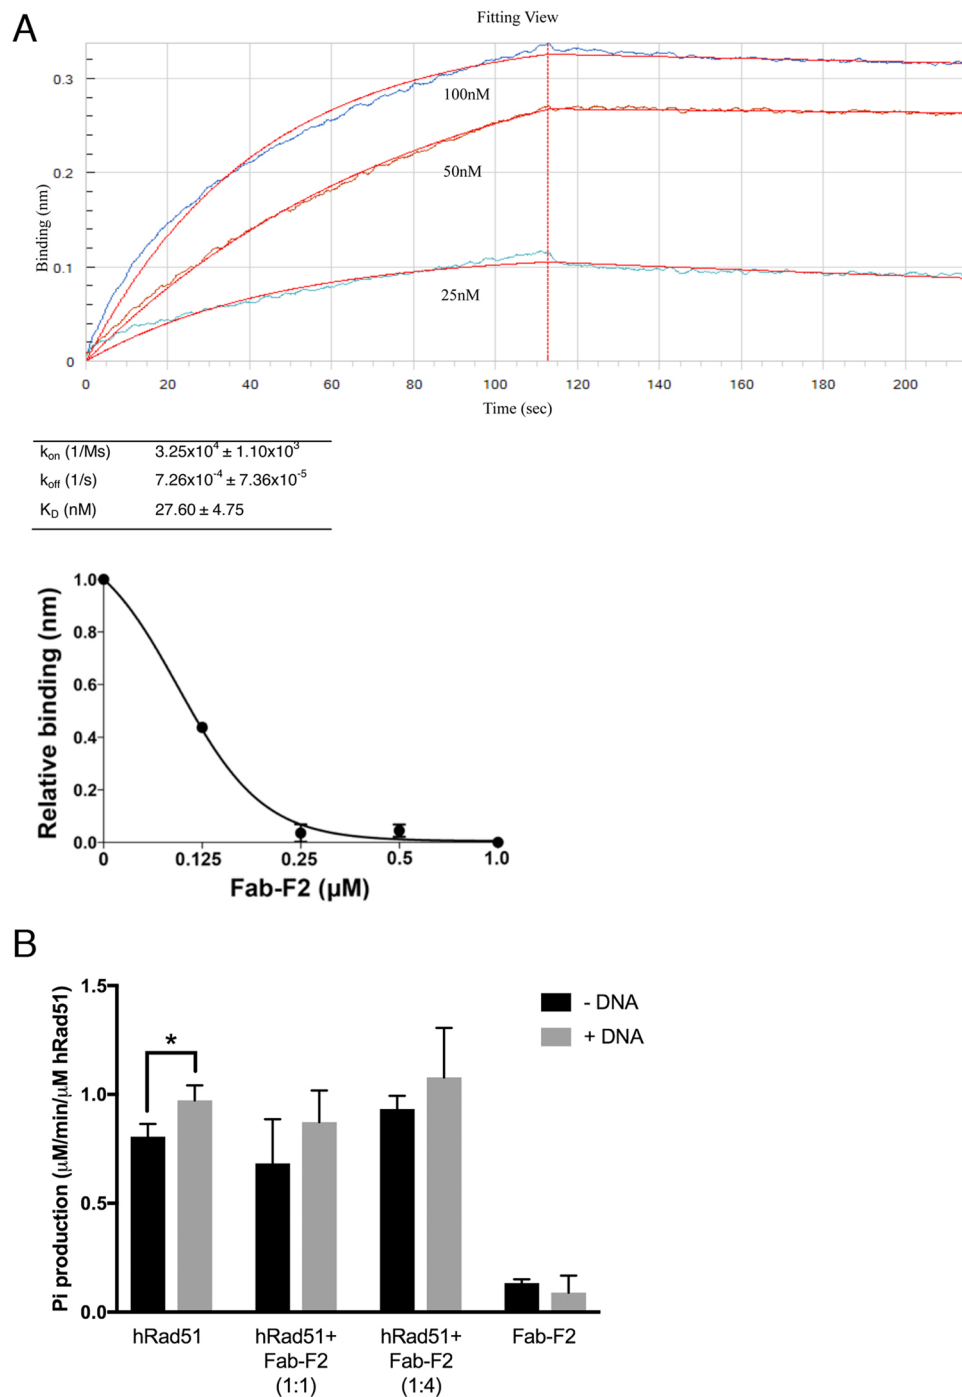 A
Fitting View
0.3
0.2
0.1
0
Binding (nm)
100nM
50nM
25nM
0 20 40 60 80 100 120 140 160 180 200
Time (sec)
kon (1/Ms) 3.25x10⁴ ± 1.10x10³
koff (1/s) 7.26x10⁻⁴ ± 7.36x10⁻⁵
KD (nM) 27.60 ± 4.75
Relative binding (nm)
1.0
0.8
0.6
0.4
0.2
0.0
0 0.125 0.25 0.5 1.0
Fab-F2 (µM)
B
Pi production (µM/min/µM hRad51)
1.5
1.0
0.5
0.0
*
- DNA
+ DNA
hRad51 hRad51+ hRad51+ Fab-F2
Fab-F2 Fab-F2
(1:1) (1:4)